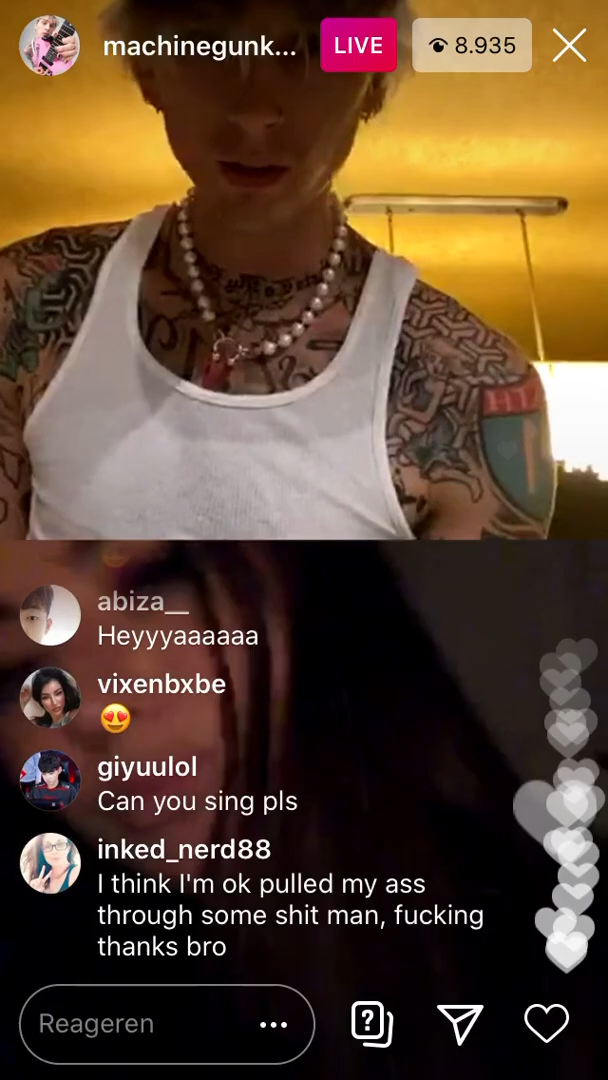 machinegunk...
LIVE
8.935
abiza__
Heyyyaaaaaa
vixenbxbe
😍
giyuulol
Can you sing pls
inked_nerd88
I think I'm ok pulled my ass
through some shit man, fucking
thanks bro
Reageren